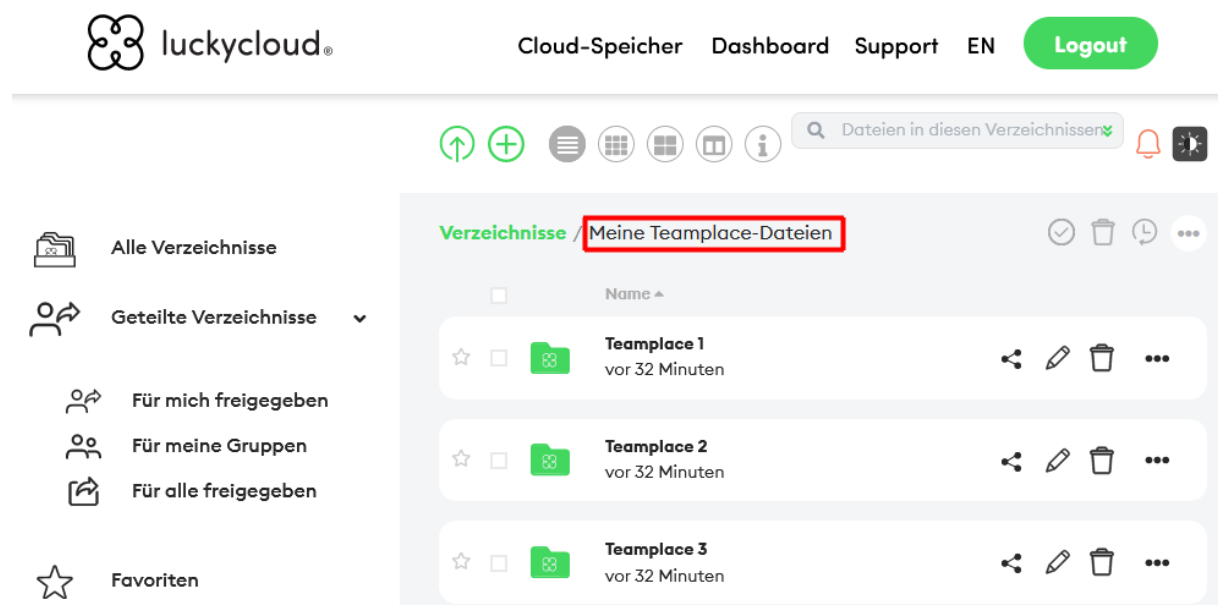 luckycloud®
Cloud-Speicher Dashboard Support EN Logout
Dateien in diesen Verzeichnissen
Verzeichnisse / Meine Teamplace-Dateien
Name
Alle Verzeichnisse
Geteilte Verzeichnisse
Für mich freigegeben
Für meine Gruppen
Für alle freigegeben
Favoriten
Teamplace 1
vor 32 Minuten
Teamplace 2
vor 32 Minuten
Teamplace 3
vor 32 Minuten